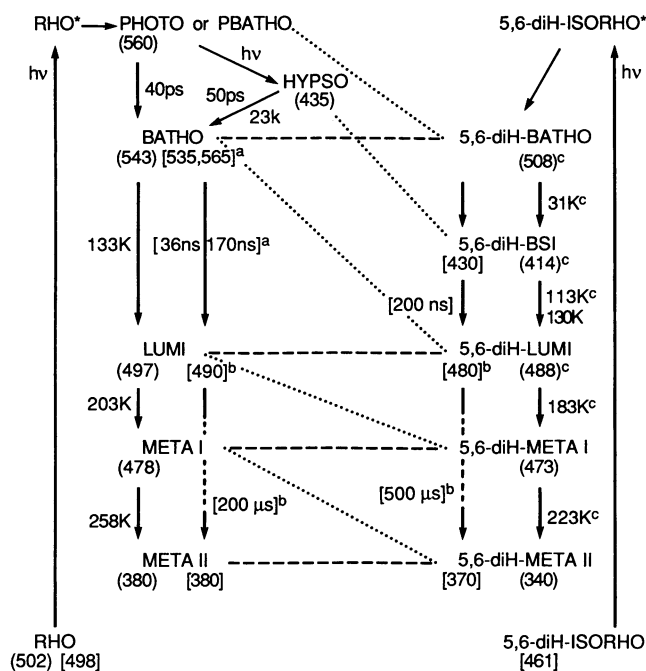 RHO* PHOTO or PBATHO 5,6-diH-ISORHO*
(560)
hν hν hν
HYPSO
(435)
40ps 50ps
23k
BATHO 5,6-diH-BATHO
(543) [535,565]a (508)c
31Kc
133K [36ns 170ns]a 5,6-diH-BSI
[430] (414)c
[200 ns] 113Kc
130K
LUMI 5,6-diH-LUMI
(497) [490]b [480]b (488)c
203K 183Kc
META I 5,6-diH-META I
(478) (473)
[200 µs]b [500 µs]b
258K 223Kc
META II 5,6-diH-META II
(380) [380] [370] (340)
RHO 5,6-diH-ISORHO
(502) [498] [461]